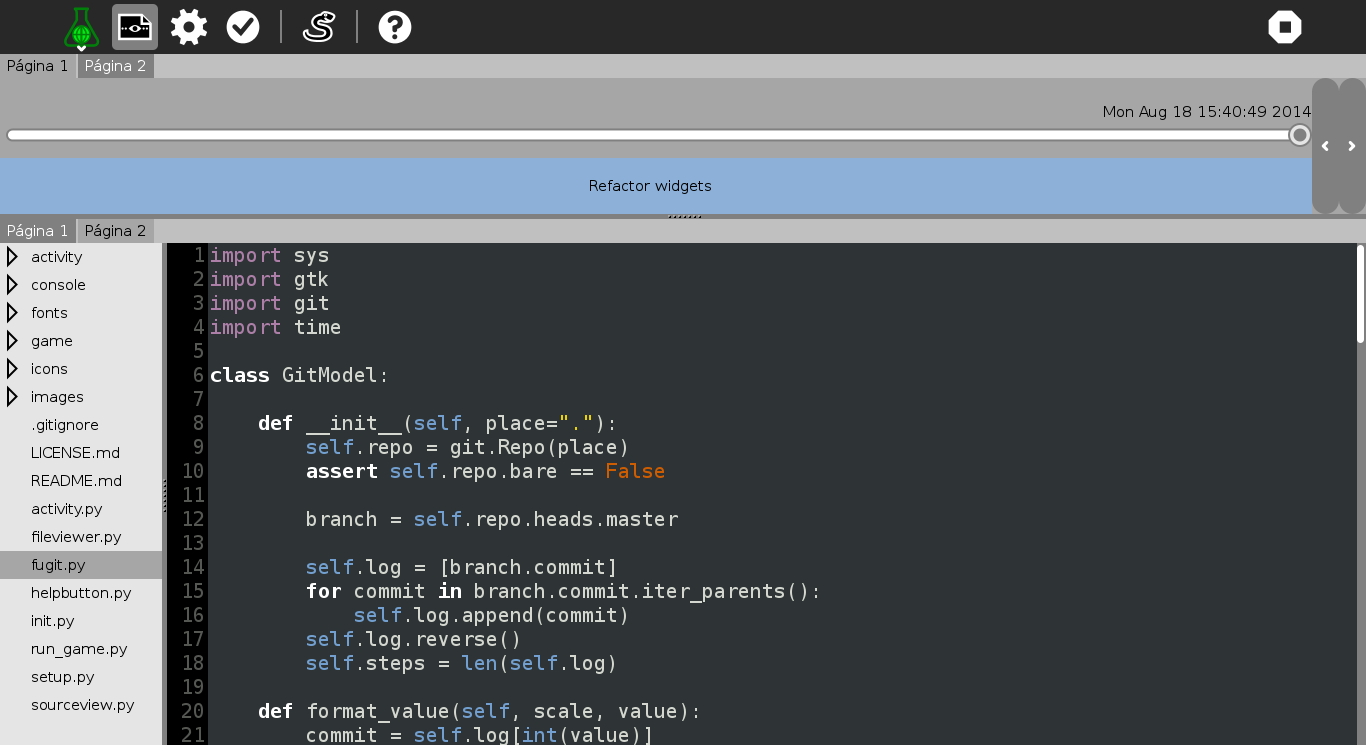 Página 1 Página 2
Mon Aug 18 15:40:49 2014
Refactor widgets
Página 1 Página 2
activity
console
fonts
game
icons
images
.gitignore
LICENSE.md
README.md
activity.py
fileviewer.py
fugit.py
helpbutton.py
init.py
run_game.py
setup.py
sourceview.py
1 import sys
2 import gtk
3 import git
4 import time
5
6 class GitModel:
7
8     def __init__(self, place="."):
9         self.repo = git.Repo(place)
10         assert self.repo.bare == False
11
12         branch = self.repo.heads.master
13
14         self.log = [branch.commit]
15         for commit in branch.commit.iter_parents():
16             self.log.append(commit)
17         self.log.reverse()
18         self.steps = len(self.log)
19
20     def format_value(self, scale, value):
21         commit = self.log[int(value)]